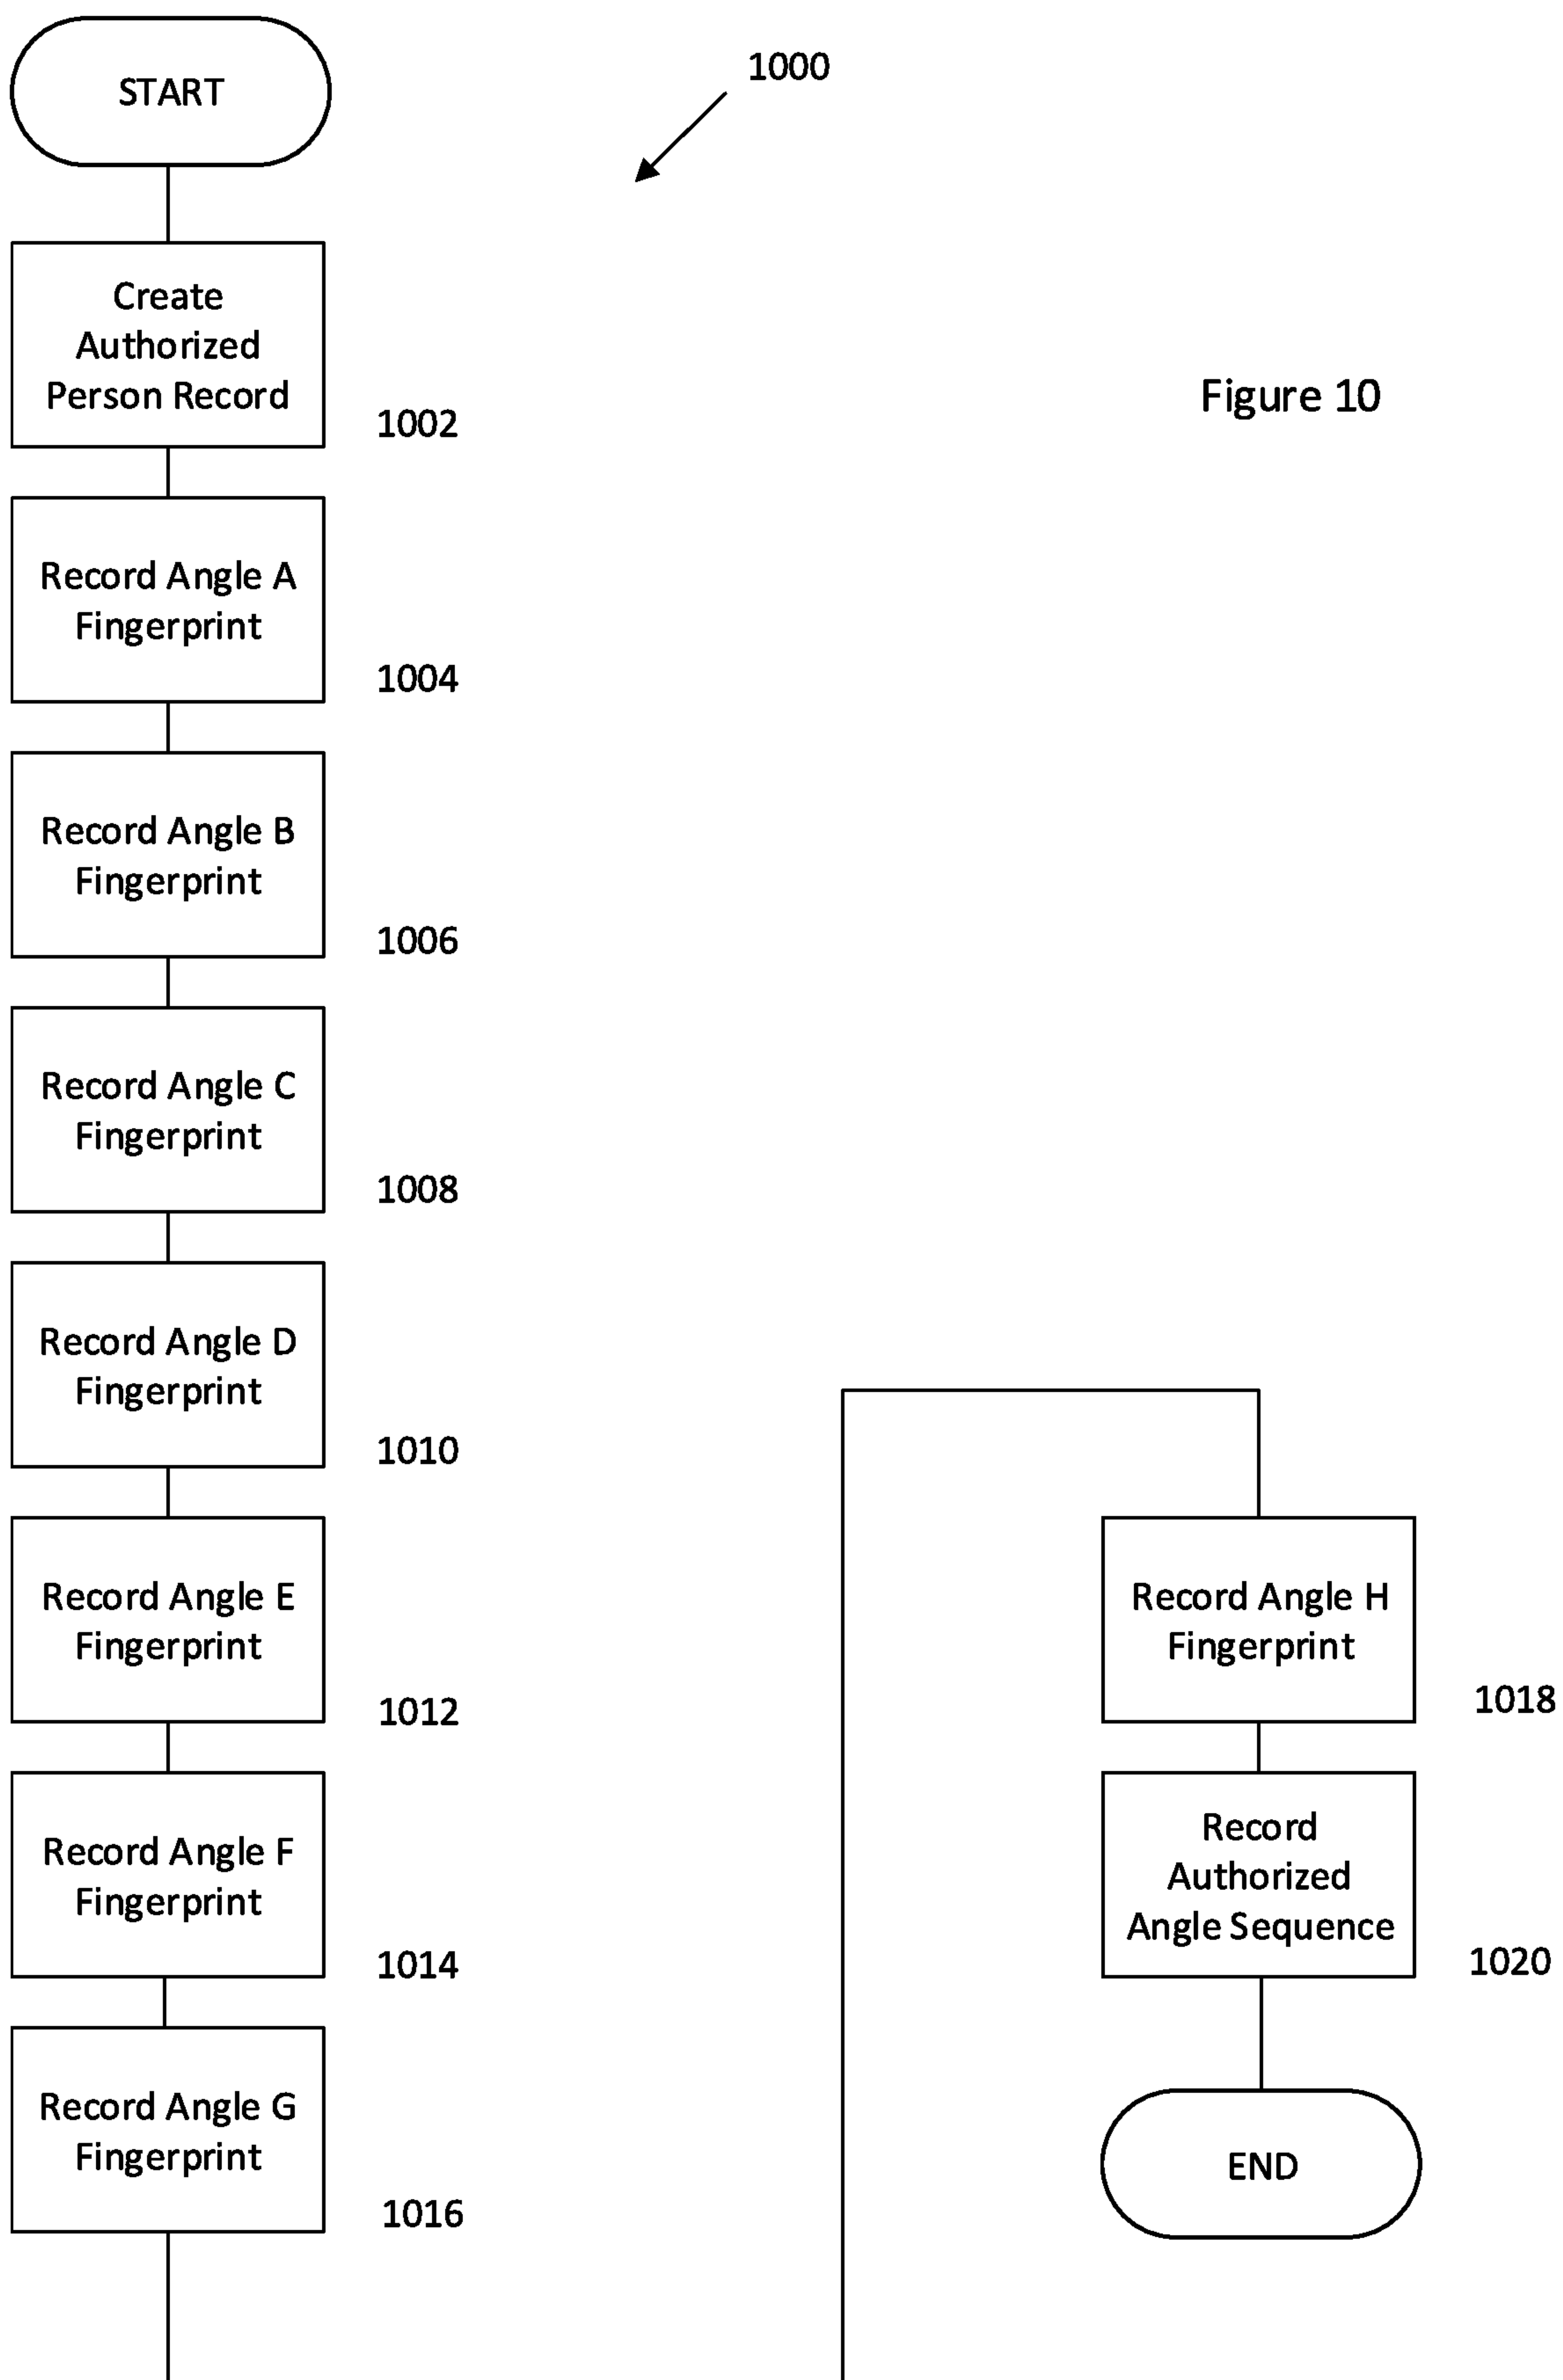 START
1000
Create
Authorized
Person Record
1002
Figure 10
Record Angle A
Fingerprint
1004
Record Angle B
Fingerprint
1006
Record Angle C
Fingerprint
1008
Record Angle D
Fingerprint
1010
Record Angle E
Fingerprint
1012
Record Angle F
Fingerprint
1014
Record Angle G
Fingerprint
1016
Record Angle H
Fingerprint
1018
Record
Authorized
Angle Sequence
1020
END